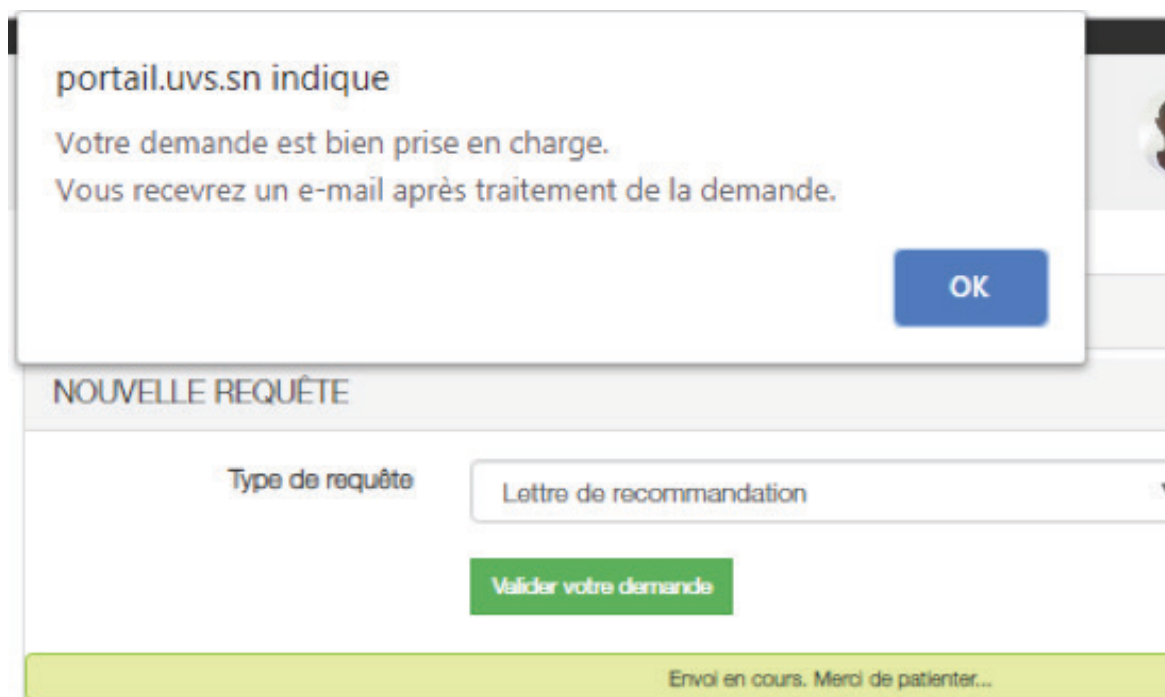 portail.uvs.sn indique
Votre demande est bien prise en charge.
Vous recevrez un e-mail après traitement de la demande.
OK
NOUVELLE REQUÊTE
Type de requête
Lettre de recommandation
Valider votre demande
Envoi en cours. Merci de patienter...